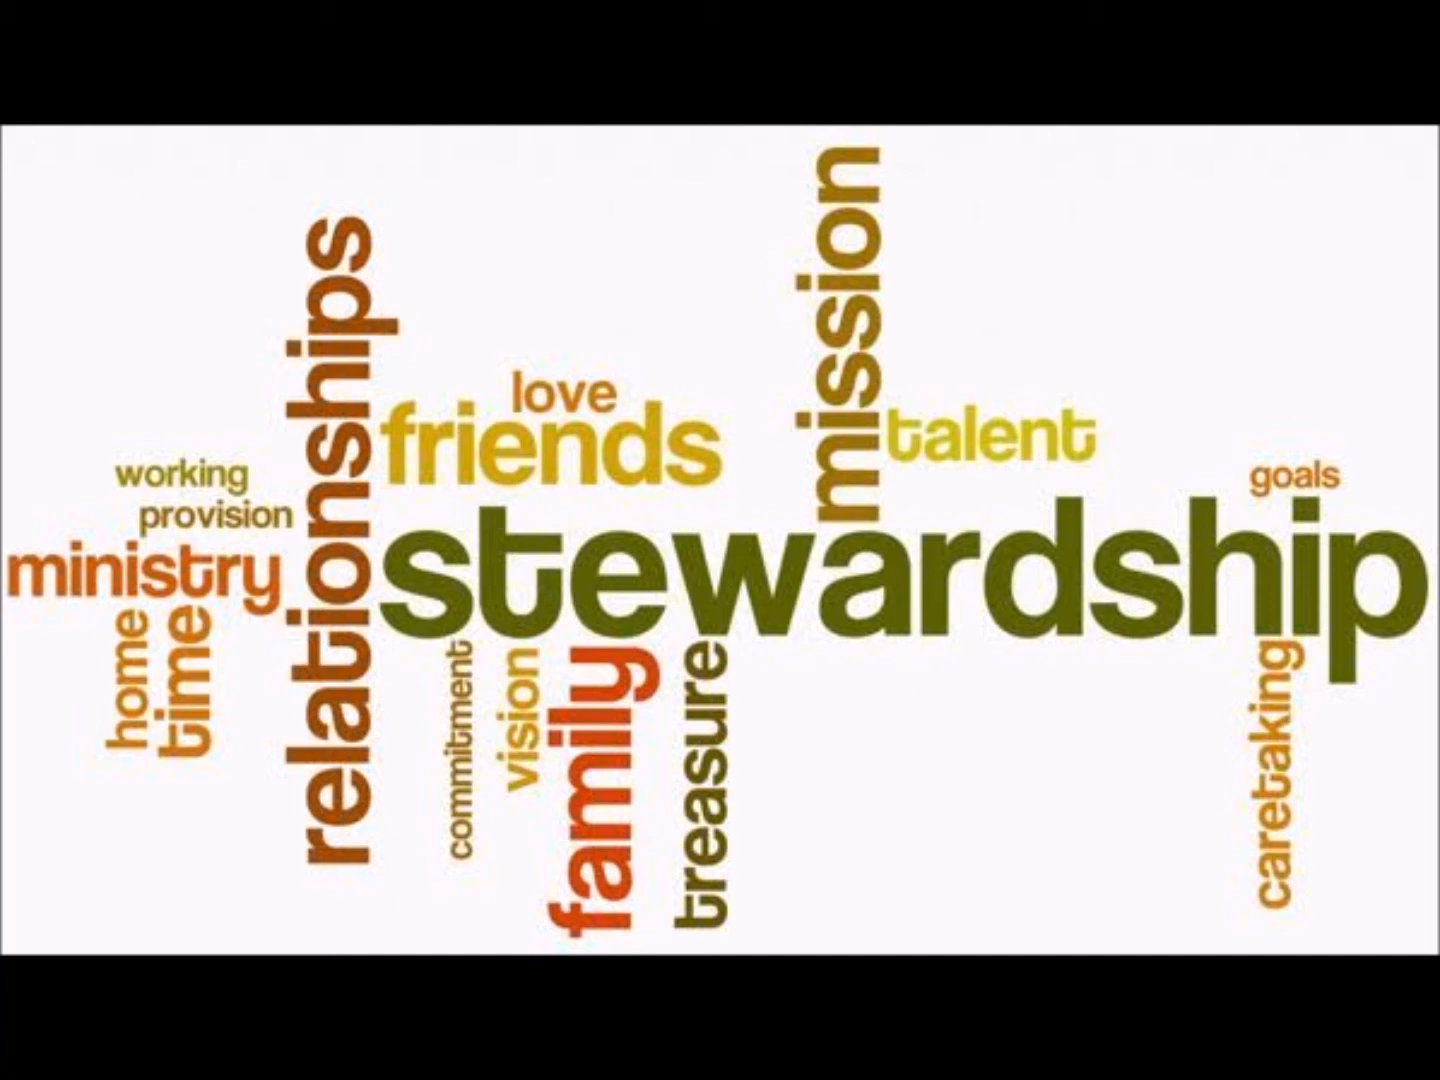 mission
relationships
love
friends
talent
working
goals
provision
stewardship
ministry
home
time
commitment
vision
family
treasure
caretaking